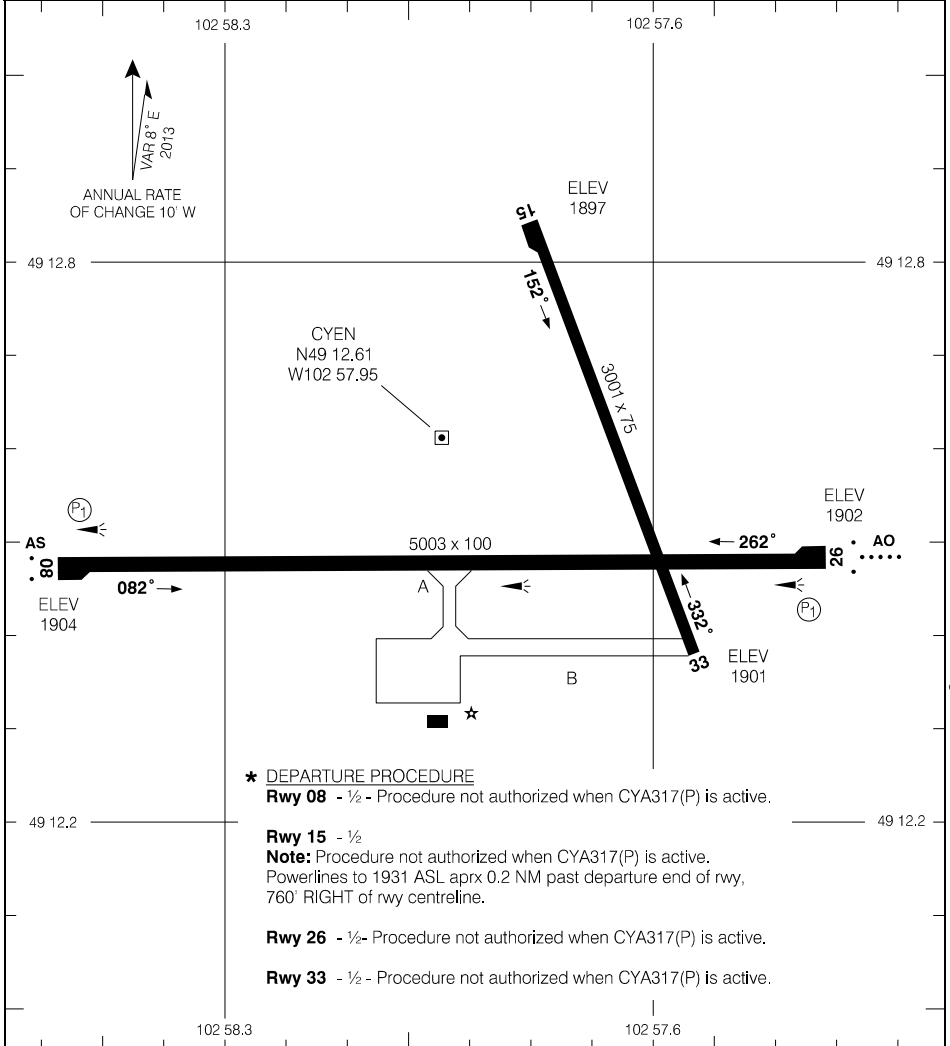 102 58.3
102 57.6
VAR 8° E
2013
ANNUAL RATE
OF CHANGE 10' W
ELEV
1897
15
49 12.8
49 12.8
152°
CYEN
N49 12.61
W102 57.95
3001 x 75
P1
ELEV
1902
AS
08
5003 x 100
262°
26
AO
082°
A
P1
ELEV
1904
332°
33
ELEV
1901
B
* DEPARTURE PROCEDURE
Rwy 08 - ½ - Procedure not authorized when CYA317(P) is active.
49 12.2
49 12.2
Rwy 15 - ½
Note: Procedure not authorized when CYA317(P) is active.
Powerlines to 1931 ASL aprx 0.2 NM past departure end of rwy,
760' RIGHT of rwy centreline.
Rwy 26 - ½- Procedure not authorized when CYA317(P) is active.
Rwy 33 - ½ - Procedure not authorized when CYA317(P) is active.
102 58.3
102 57.6